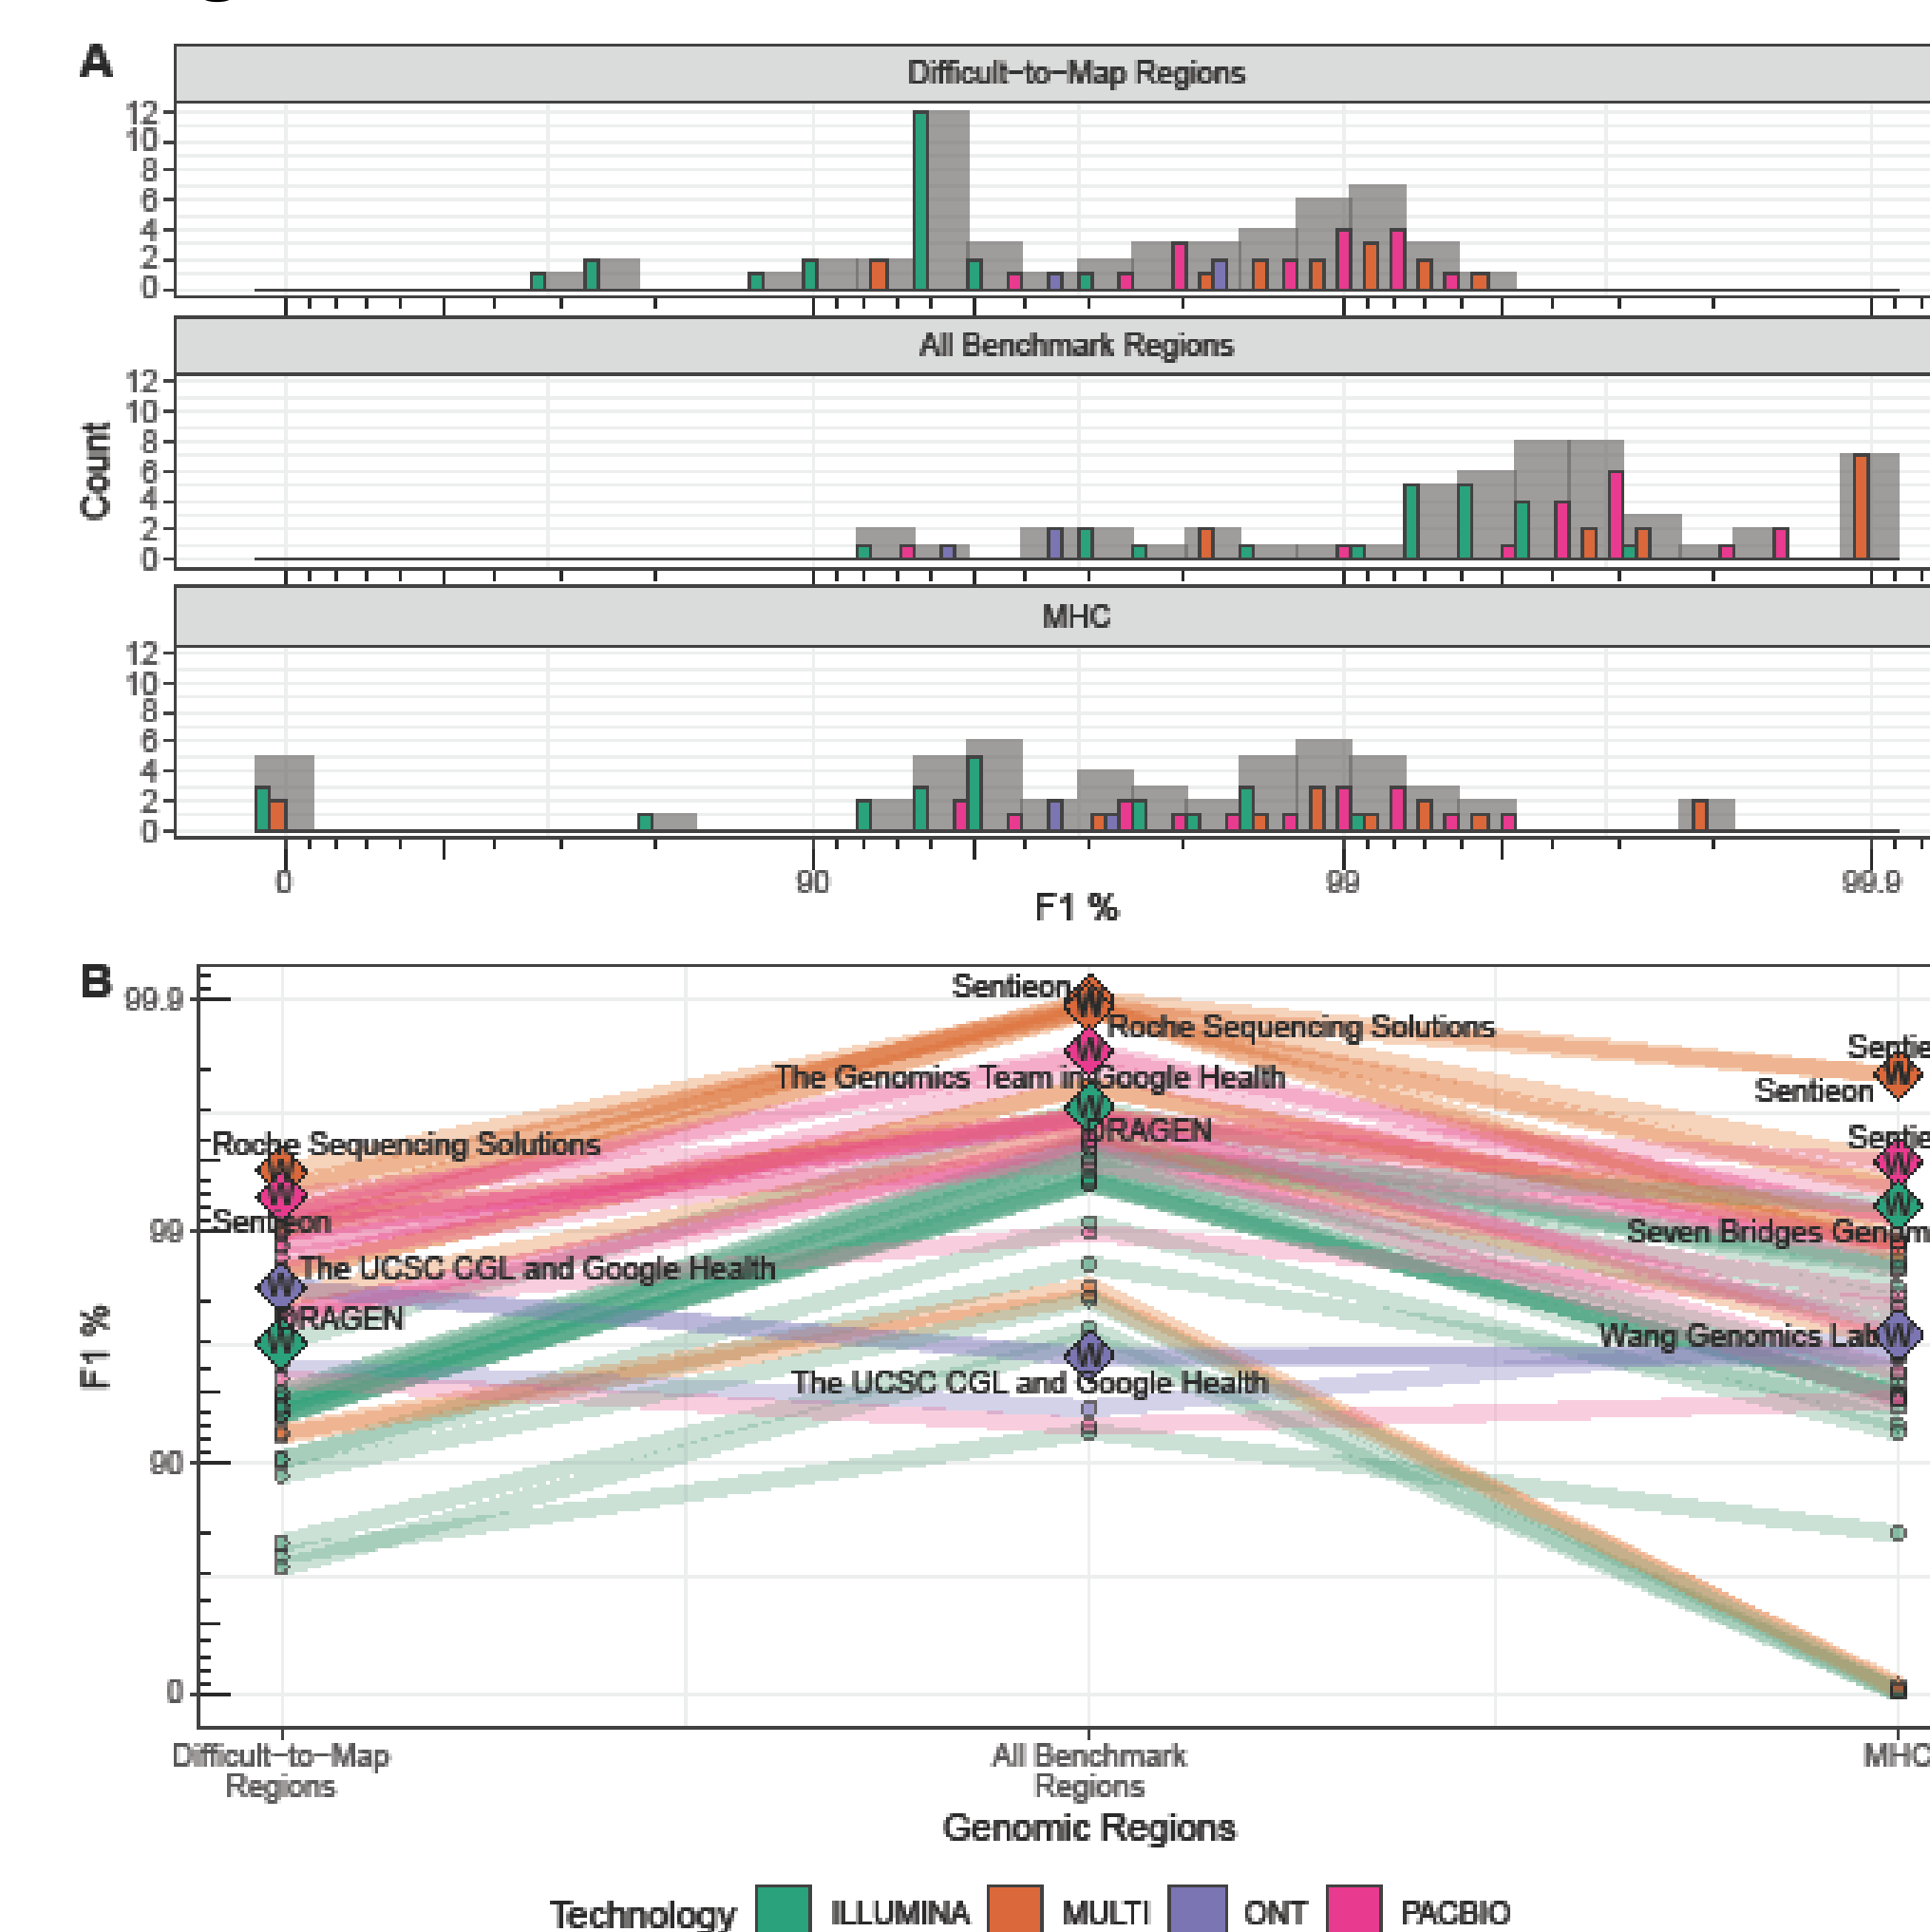 A
Difficult-to-Map Regions
12
10
8
6
4
2
0
All Benchmark Regions
12
10
8
6
4
2
0
Count
MHC
12
10
8
6
4
2
0
0 90 99 99.9
F1 %
B
99.9
99
90
0
F1 %
Sentieon
W
Roche Sequencing Solutions
W
The Genomics Team in Google Health
W
DRAGEN
W
The UCSC CGL and Google Health
Roche Sequencing Solutions
W
W
Sentieon
The UCSC CGL and Google Health
W
DRAGEN
W
Sentie
W
Sentieon
Sentie
W
W
Seven Bridges Genom
Wang Genomics Lab
W
Difficult-to-Map
Regions
All Benchmark
Regions
MHC
Genomic Regions
Technology ILLUMINA MULTI ONT PACBIO